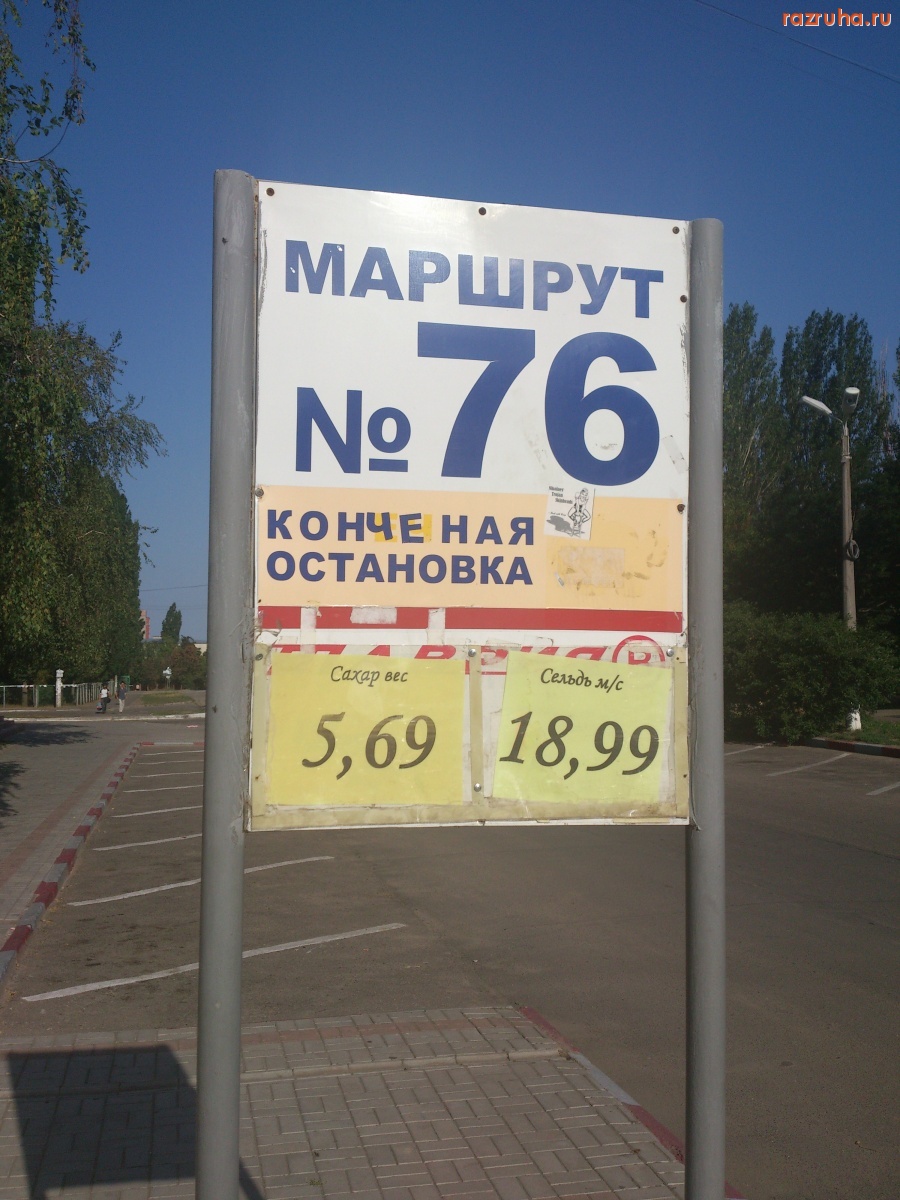 razruha.ru
МАРШРУТ
№ 76
КОНЧЕНАЯ
ОСТАНОВКА
Сахар вес
5,69
Сельдь м/с
18,99